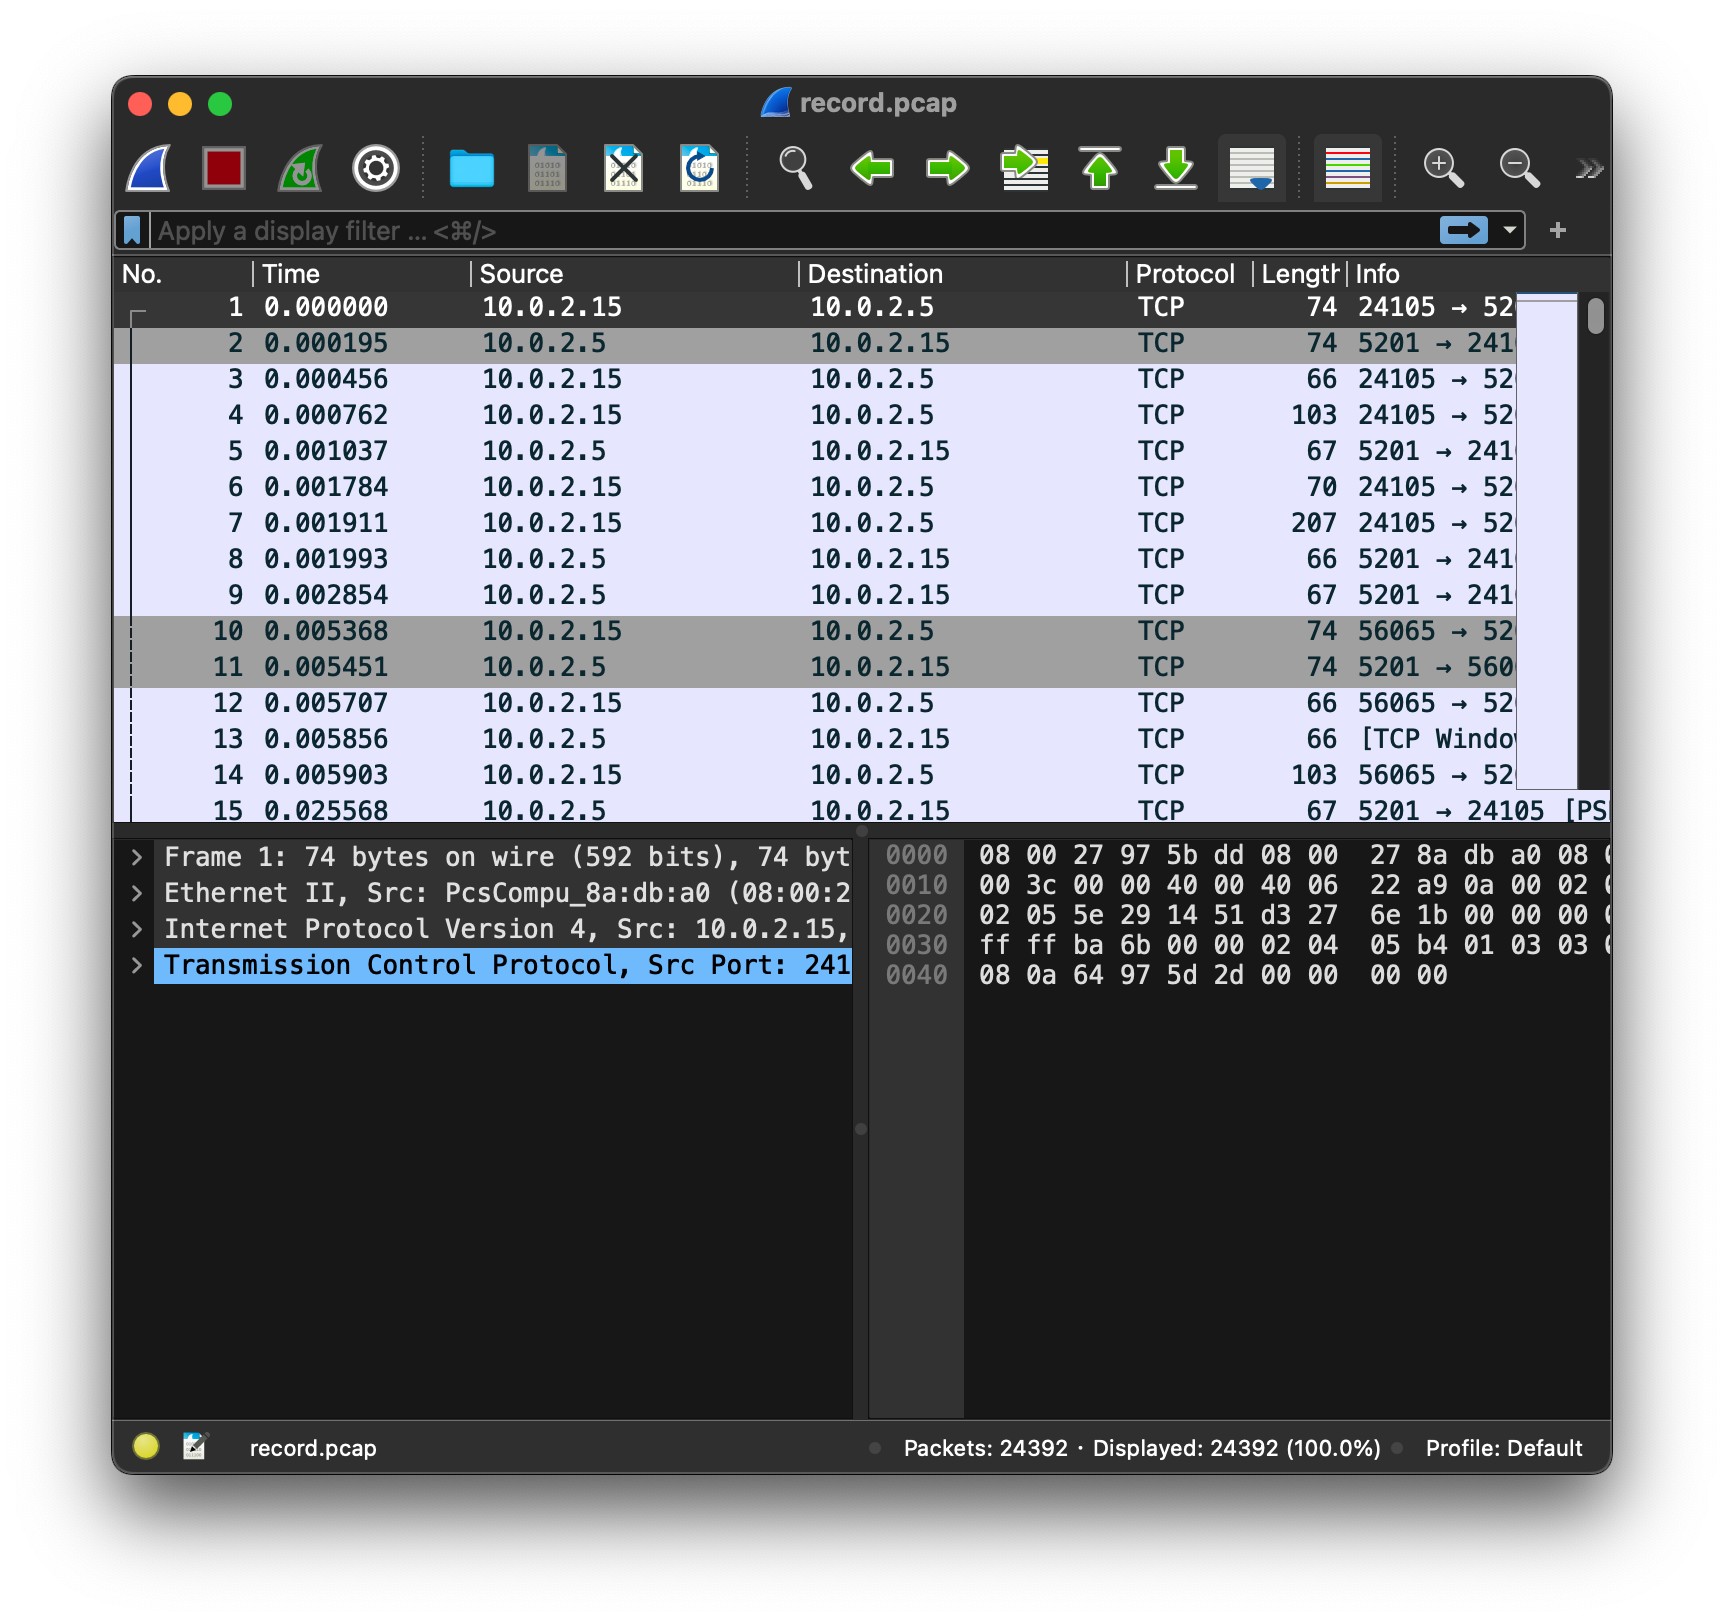 record.pcap
Apply a display filter ... <⌘/>
No. Time Source Destination Protocol Length Info
1 0.000000 10.0.2.15 10.0.2.5 TCP 74 24105 → 52
2 0.000195 10.0.2.5 10.0.2.15 TCP 74 5201 → 241
3 0.000456 10.0.2.15 10.0.2.5 TCP 66 24105 → 52
4 0.000762 10.0.2.15 10.0.2.5 TCP 103 24105 → 52
5 0.001037 10.0.2.5 10.0.2.15 TCP 67 5201 → 241
6 0.001784 10.0.2.15 10.0.2.5 TCP 70 24105 → 52
7 0.001911 10.0.2.15 10.0.2.5 TCP 207 24105 → 52
8 0.001993 10.0.2.5 10.0.2.15 TCP 66 5201 → 241
9 0.002854 10.0.2.5 10.0.2.15 TCP 67 5201 → 241
10 0.005368 10.0.2.15 10.0.2.5 TCP 74 56065 → 52
11 0.005451 10.0.2.5 10.0.2.15 TCP 74 5201 → 560
12 0.005707 10.0.2.15 10.0.2.5 TCP 66 56065 → 52
13 0.005856 10.0.2.5 10.0.2.15 TCP 66 [TCP Windo
14 0.005903 10.0.2.15 10.0.2.5 TCP 103 56065 → 52
15 0.025568 10.0.2.5 10.0.2.15 TCP 67 5201 → 24105 [PS
Frame 1: 74 bytes on wire (592 bits), 74 byt
Ethernet II, Src: PcsCompu_8a:db:a0 (08:00:2
Internet Protocol Version 4, Src: 10.0.2.15,
Transmission Control Protocol, Src Port: 241
0000 08 00 27 97 5b dd 08 00 27 8a db a0 08
0010 00 3c 00 00 40 00 40 06 22 a9 0a 00 02
0020 02 05 5e 29 14 51 d3 27 6e 1b 00 00 00
0030 ff ff ba 6b 00 00 02 04 05 b4 01 03 03
0040 08 0a 64 97 5d 2d 00 00 00 00
record.pcap
Packets: 24392 · Displayed: 24392 (100.0%)
Profile: Default